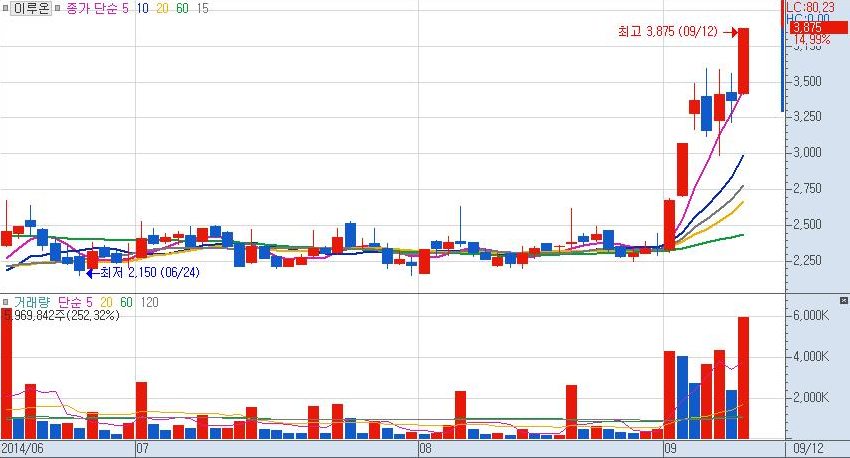 이루온 종가 단순 5 10 20 60 15
LC:80,23
HC:0,00
최고 3,875 (09/12)
3,875
14,99%
3,500
3,250
3,000
2,750
2,500
2,250
최저 2,150 (06/24)
거래량 단순 5 20 60 120
5,969,842주(252,32%)
6,000K
4,000K
2,000K
2014/06 07 08 09 09/12